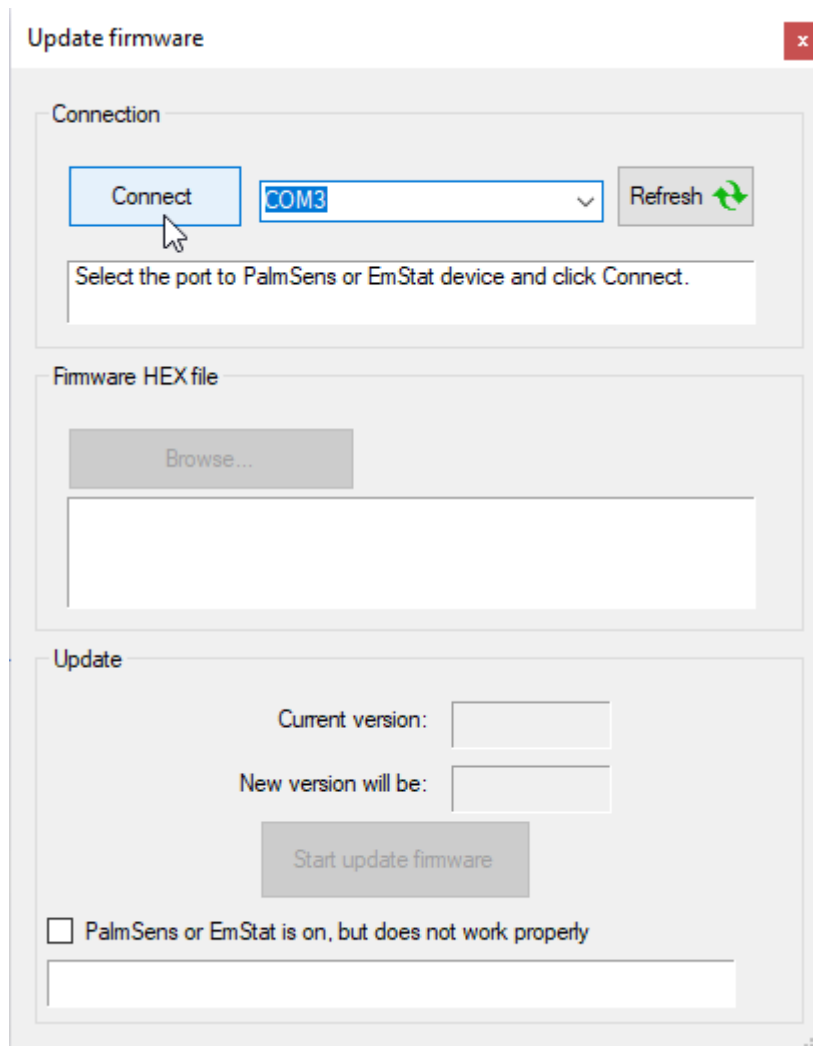 Update firmware
x
Connection
Connect
COM3
Refresh
Select the port to PalmSens or EmStat device and click Connect.
Firmware HEX file
Browse...
Update
Current version:
New version will be:
Start update firmware
PalmSens or EmStat is on, but does not work properly